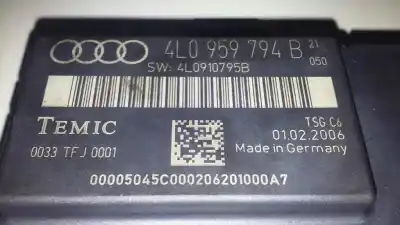 4L0 959 794 B 21 050
SW: 4L0910795B
TEMIC
TSG C6
01.02.2006
0033 TFJ 0001
Made in Germany
00005045C000206201000A7